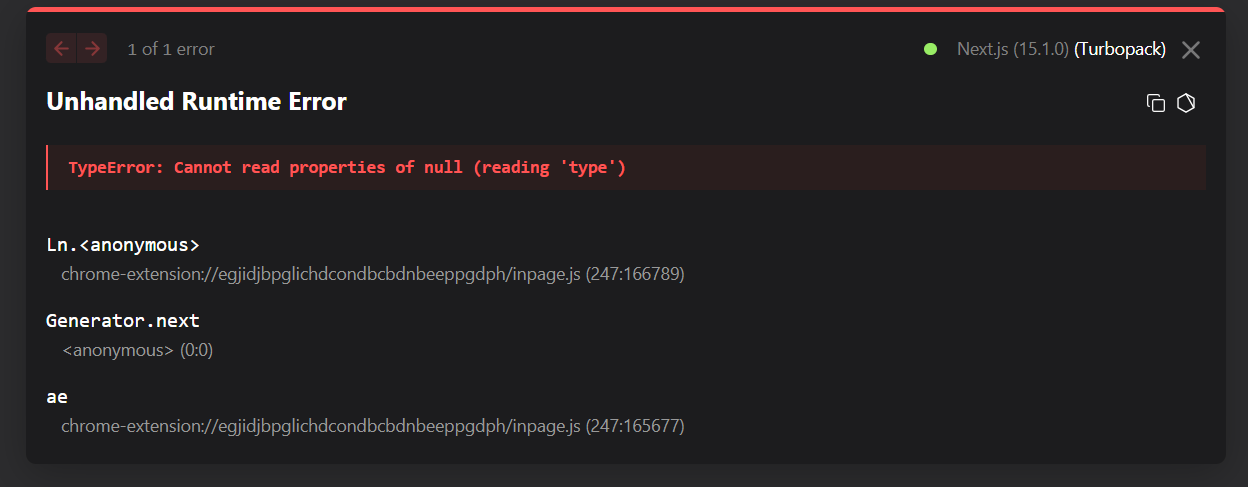 1 of 1 error
Next.js (15.1.0) (Turbopack)
Unhandled Runtime Error
TypeError: Cannot read properties of null (reading 'type')
Ln.<anonymous>
chrome-extension://egjidjbpglichdcondbcbdnbeeppgdph/inpage.js (247:166789)
Generator.next
<anonymous> (0:0)
ae
chrome-extension://egjidjbpglichdcondbcbdnbeeppgdph/inpage.js (247:165677)